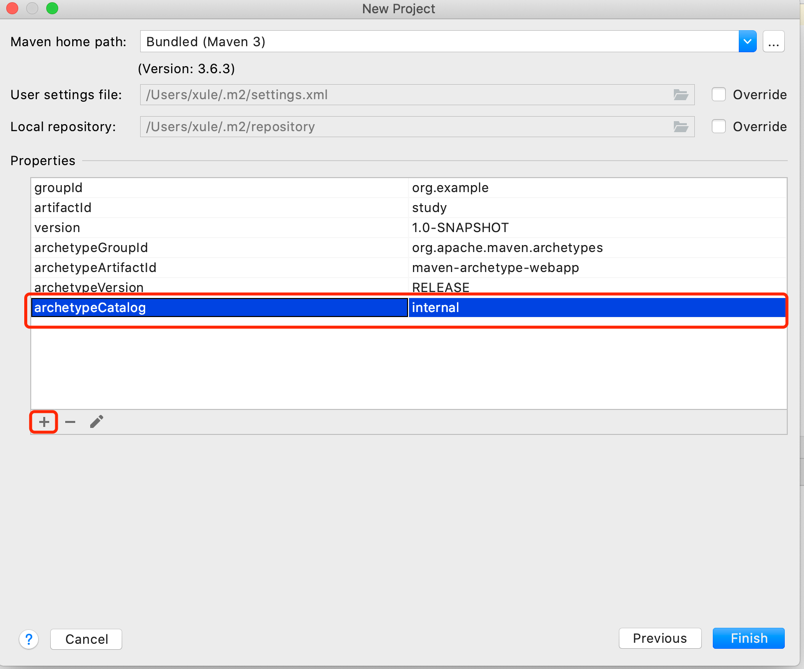 New Project
Maven home path: Bundled (Maven 3) ...
(Version: 3.6.3)
User settings file: /Users/xule/.m2/settings.xml Override
Local repository: /Users/xule/.m2/repository Override
Properties
groupId org.example
artifactId study
version 1.0-SNAPSHOT
archetypeGroupId org.apache.maven.archetypes
archetypeArtifactId maven-archetype-webapp
archetypeVersion RELEASE
archetypeCatalog internal
+ −
? Cancel Previous Finish